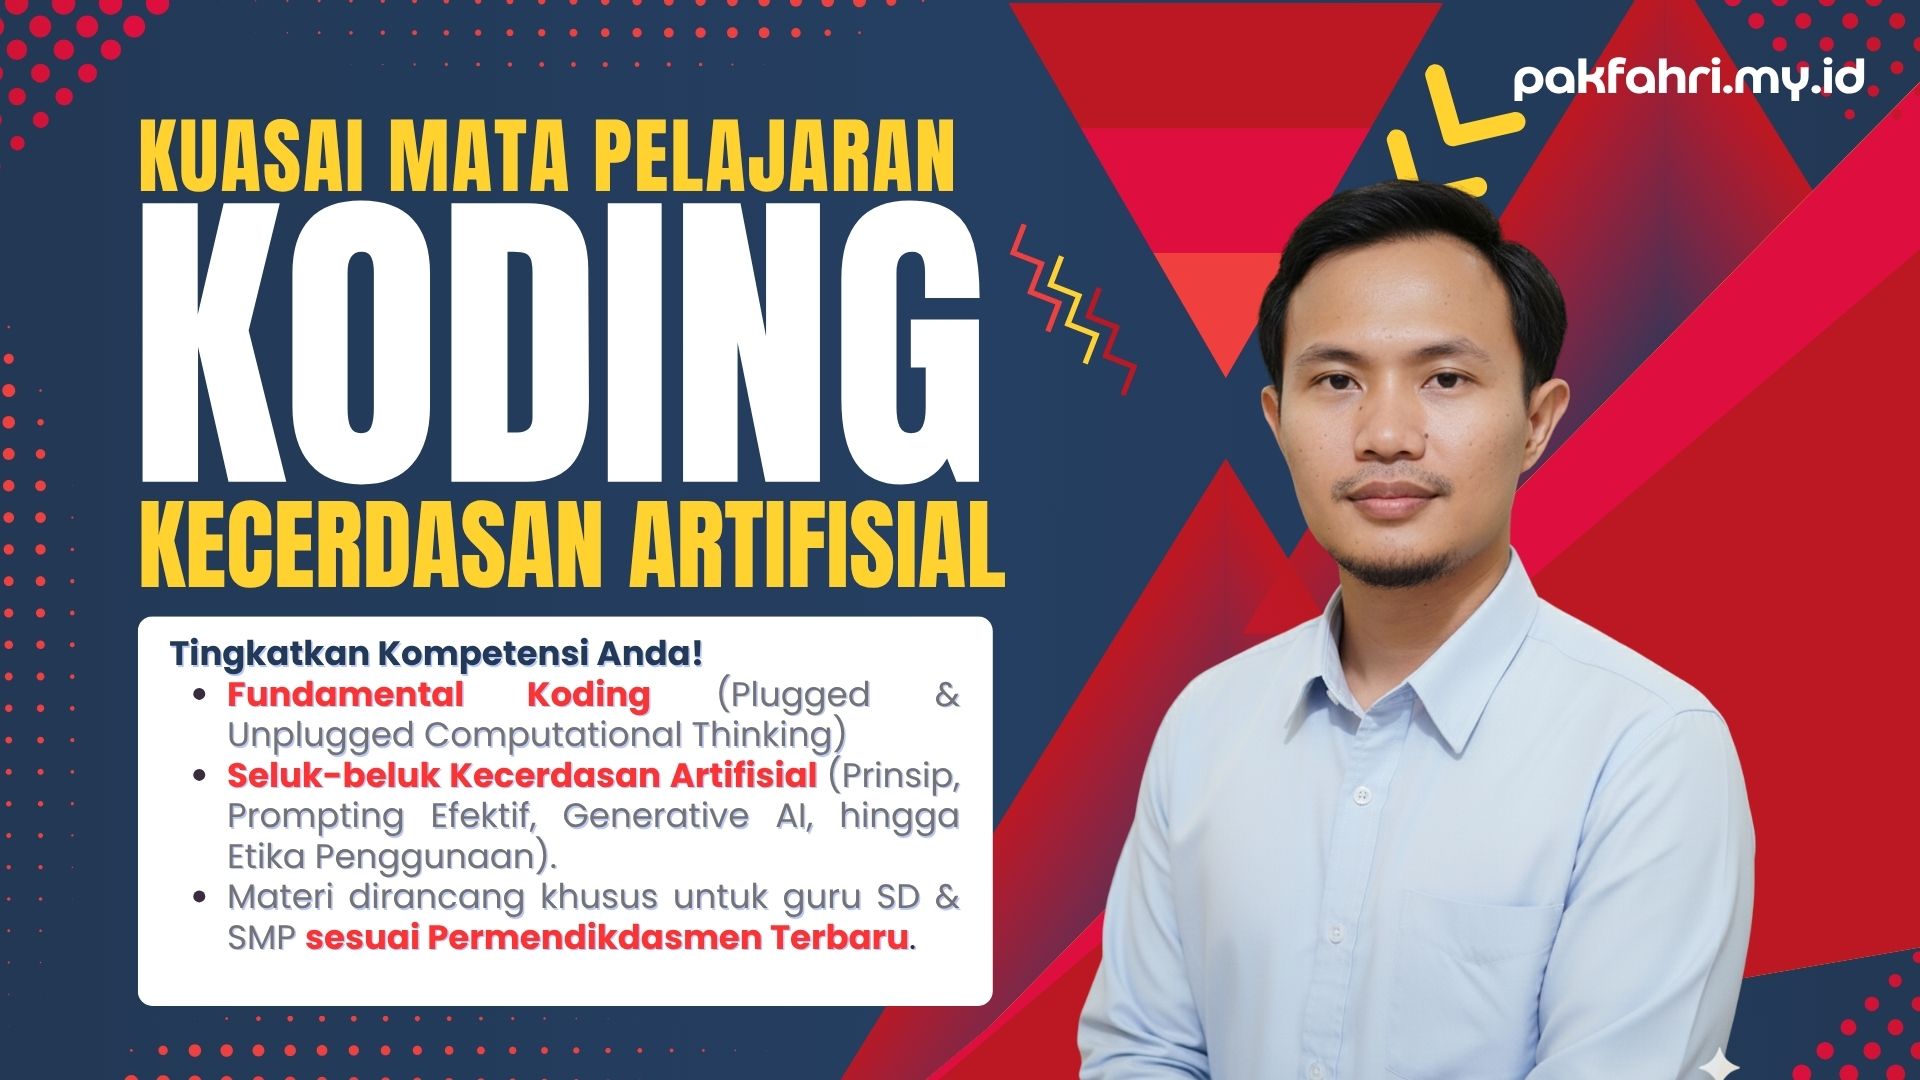 pakfahri.my.id
KUASAI MATA PELAJARAN
KODING
KECERDASAN ARTIFISIAL
Tingkatkan Kompetensi Anda!
• Fundamental Koding (Plugged &
Unplugged Computational Thinking)
• Seluk-beluk Kecerdasan Artifisial (Prinsip,
Prompting Efektif, Generative AI, hingga
Etika Penggunaan).
• Materi dirancang khusus untuk guru SD &
SMP sesuai Permendikdasmen Terbaru.